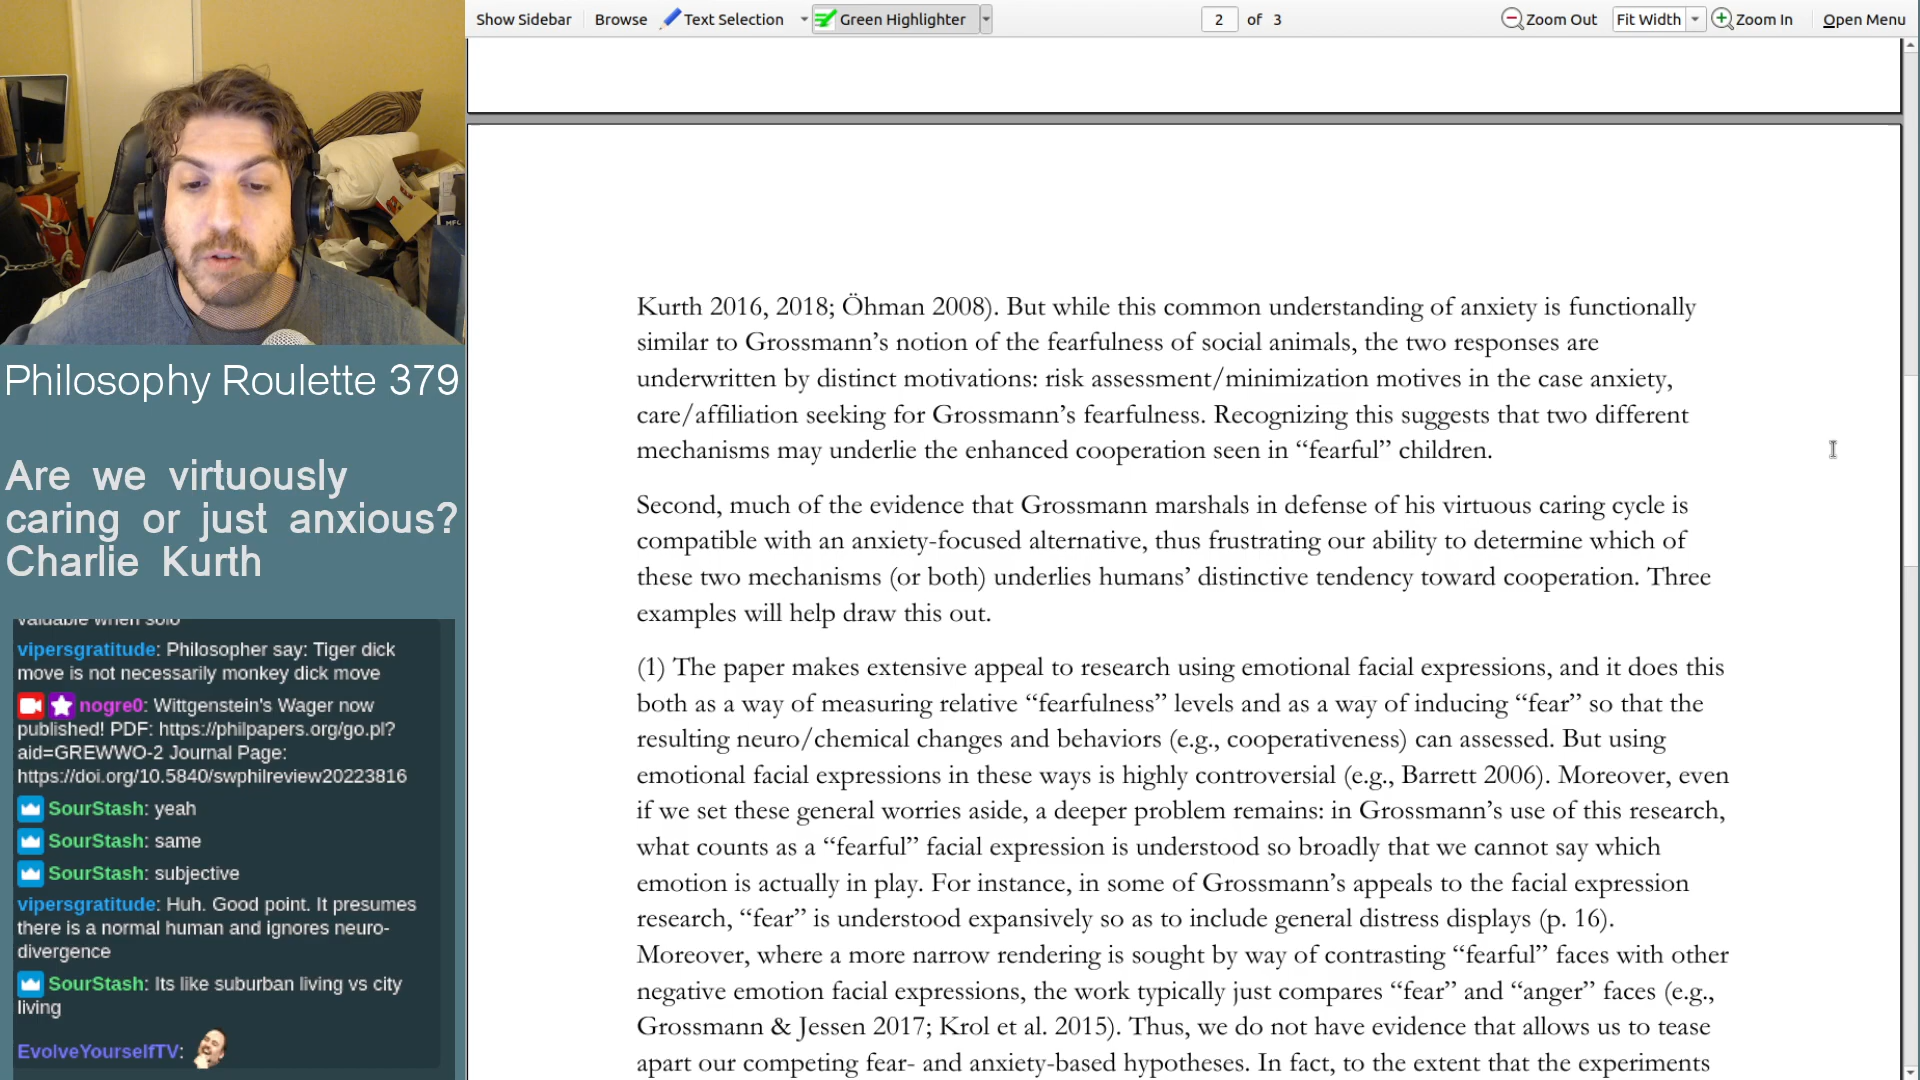 Show Sidebar Browse Text Selection Green Highlighter 2 of 3 Zoom Out Fit Width Zoom In Open Menu
Kurth 2016, 2018; Öhman 2008). But while this common understanding of anxiety is functionally
similar to Grossmann’s notion of the fearfulness of social animals, the two responses are
underwritten by distinct motivations: risk assessment/minimization motives in the case anxiety,
care/affiliation seeking for Grossmann’s fearfulness. Recognizing this suggests that two different
mechanisms may underlie the enhanced cooperation seen in “fearful” children.
Second, much of the evidence that Grossmann marshals in defense of his virtuous caring cycle is
compatible with an anxiety-focused alternative, thus frustrating our ability to determine which of
these two mechanisms (or both) underlies humans’ distinctive tendency toward cooperation. Three
examples will help draw this out.
(1) The paper makes extensive appeal to research using emotional facial expressions, and it does this
both as a way of measuring relative “fearfulness” levels and as a way of inducing “fear” so that the
resulting neuro/chemical changes and behaviors (e.g., cooperativeness) can assessed. But using
emotional facial expressions in these ways is highly controversial (e.g., Barrett 2006). Moreover, even
if we set these general worries aside, a deeper problem remains: in Grossmann’s use of this research,
what counts as a “fearful” facial expression is understood so broadly that we cannot say which
emotion is actually in play. For instance, in some of Grossmann’s appeals to the facial expression
research, “fear” is understood expansively so as to include general distress displays (p. 16).
Moreover, where a more narrow rendering is sought by way of contrasting “fearful” faces with other
negative emotion facial expressions, the work typically just compares “fear” and “anger” faces (e.g.,
Grossmann & Jessen 2017; Krol et al. 2015). Thus, we do not have evidence that allows us to tease
apart our competing fear- and anxiety-based hypotheses. In fact, to the extent that the experiments
Philosophy Roulette 379
Are we virtuously
caring or just anxious?
Charlie Kurth
valuable when solo
vipersgratitude: Philosopher say: Tiger dick
move is not necessarily monkey dick move
nogre0: Wittgenstein's Wager now
published! PDF: https://philpapers.org/go.pl?
aid=GREWWO-2 Journal Page:
https://doi.org/10.5840/swphilreview20223816
SourStash: yeah
SourStash: same
SourStash: subjective
vipersgratitude: Huh. Good point. It presumes
there is a normal human and ignores neuro-
divergence
SourStash: Its like suburban living vs city
living
EvolveYourselfTV: